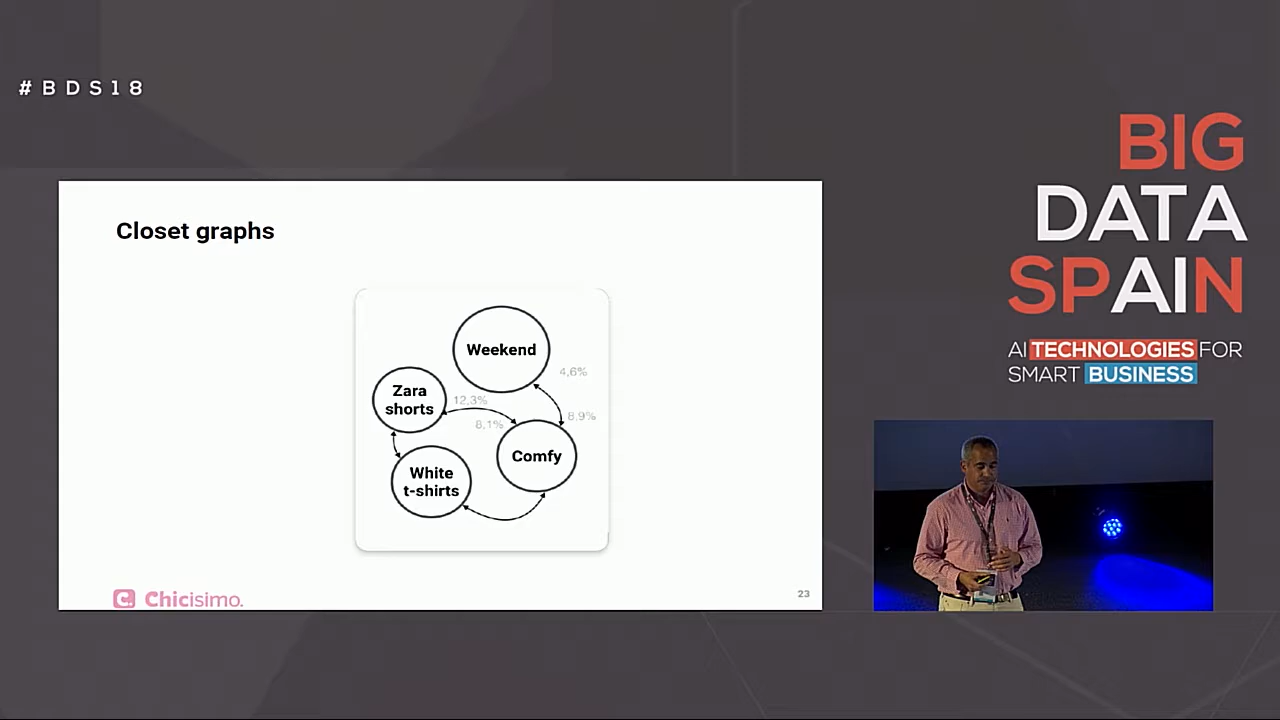 #BDS18
BIG
DATA
SPAIN
AI TECHNOLOGIES FOR
SMART BUSINESS
Closet graphs
Weekend
4,6%
Zara
shorts
12,3%
8,1%
8,9%
Comfy
White
t-shirts
C Chicisimo.
23